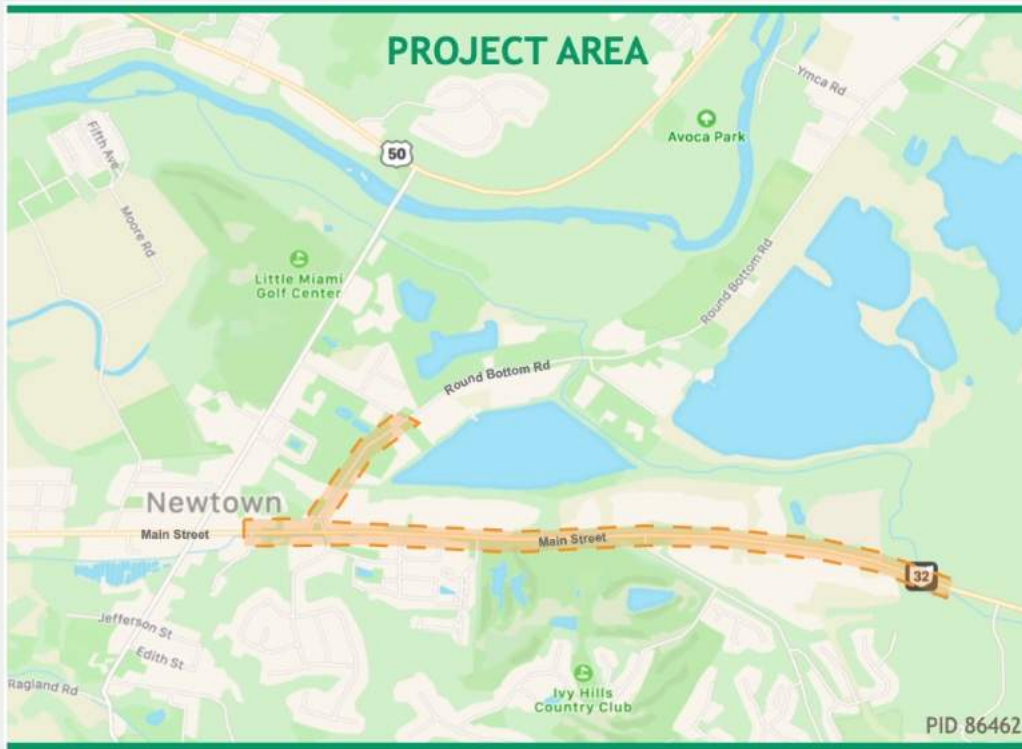 PROJECT AREA
Ymca Rd
Avoca Park
Fifth Ave
50
Moore Rd
Little Miami
Golf Center
Round Bottom Rd
Round Bottom Rd
Newtown
Main Street
Main Street
32
Jefferson St
Edith St
Ragland Rd
Ivy Hills
Country Club
PID 86462